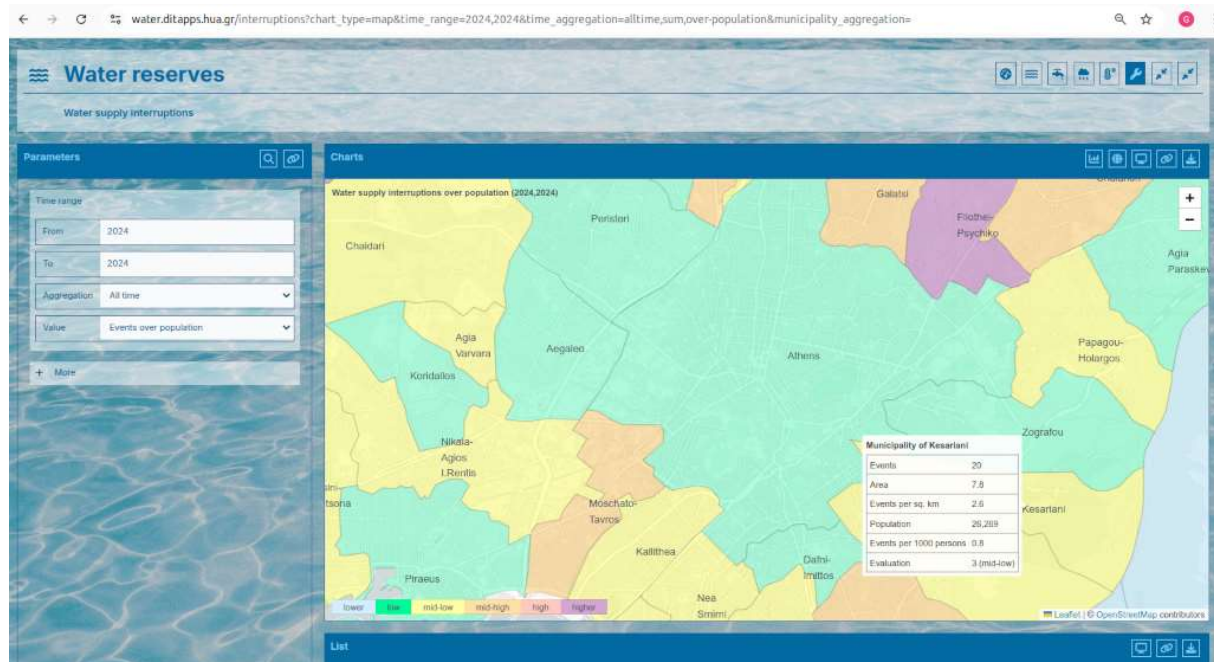 water.ditapps.hua.gr/interruptions?chart_type=map&time_range=2024,2024&time_aggregation=alltime,sum,over-population&municipality_aggregation=
G
Water reserves
Water supply interruptions
Parameters
Time range
From 2024
To 2024
Aggregation All time
Value Events over population
+ More
Charts
Water supply interruptions over population (2024,2024)
+
−
Galatsi
Peristeri
Filothei-
Psychiko
Chaidari
Agia
Agia
Varvara
Aegaleo
Athens
Papagou-
Holargos
Koridallos
Zografou
Nikaia-
Agios
I.Rentis
Moschato-
Tavros
Kesariani
Kallithea
Dafni-
Imittos
Piraeus
Nea
Smirni
Municipality of Kesariani
Events 20
Area 7.8
Events per sq. km 2.6
Population 26,269
Events per 1000 persons 0.8
Evaluation 3 (mid-low)
lower low mid-low mid-high high higher
Leaflet | © OpenStreetMap contributors
List